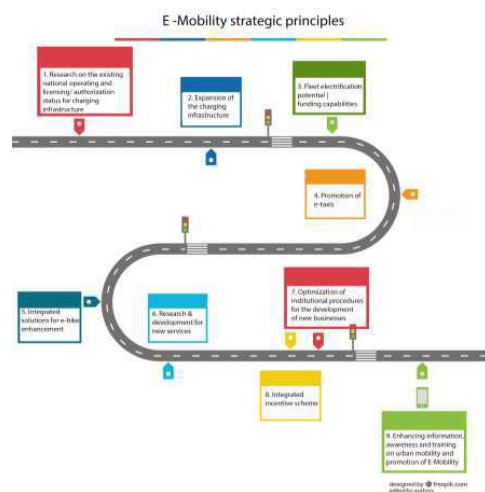 E -Mobility strategic principles
1. Research on the existing
national operating and
licensing/ authorization
status for charging
infrastructure
2. Expansion of
the charging
infrastructure
3. Fleet electrification
potential |
funding capabilities
4. Promotion of
e-taxis
5. Integrated
solutions for e-bike
enhancement
6. Research &
development for
new services
7. Optimization of
institutional procedures
for the development
of new businesses
8. Integrated
incentive scheme
9. Enhancing information,
awareness and training
on urban mobility and
promotion of E-Mobility
designed by freepik.com